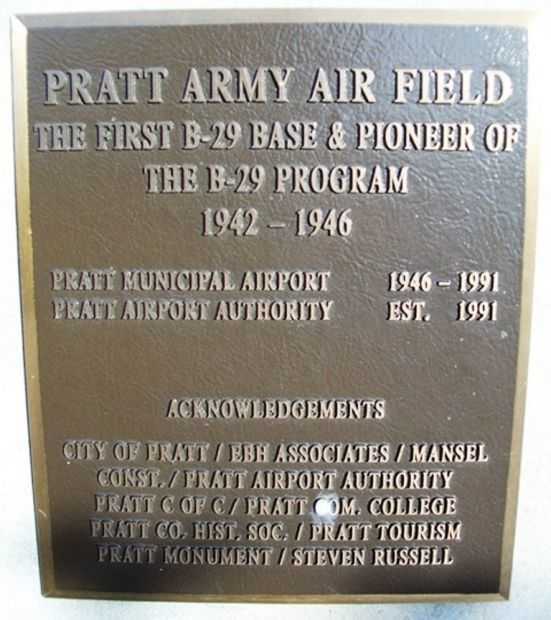 PRATT ARMY AIR FIELD
THE FIRST B-29 BASE & PIONEER OF
THE B-29 PROGRAM
1942 – 1946
PRATT MUNICIPAL AIRPORT 1946 – 1991
PRATT AIRPORT AUTHORITY EST. 1991
ACKNOWLEDGEMENTS
CITY OF PRATT / EBH ASSOCIATES / MANSEL
CONST. / PRATT AIRPORT AUTHORITY
PRATT C OF C / PRATT COM. COLLEGE
PRATT CO. HIST. SOC. / PRATT TOURISM
PRATT MONUMENT / STEVEN RUSSELL